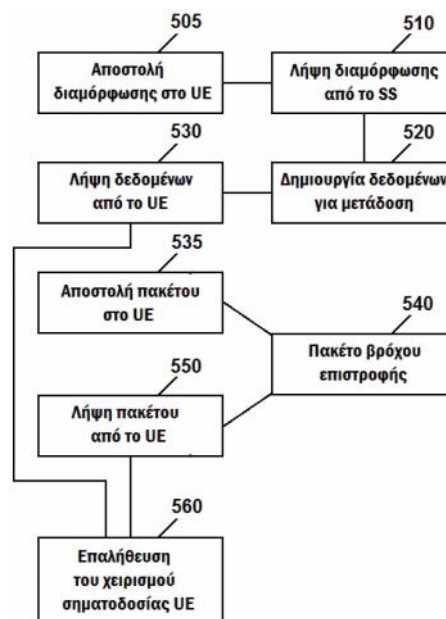 505
Αποστολή
διαμόρφωσης στο UE
510
Λήψη διαμόρφωσης
από το SS
530
Λήψη δεδομένων
από το UE
520
Δημιουργία δεδομένων
για μετάδοση
535
Αποστολή πακέτου
στο UE
540
Πακέτο βρόχου
επιστροφής
550
Λήψη πακέτου
από το UE
560
Επαλήθευση
του χειρισμού
σηματοδοσίας UE